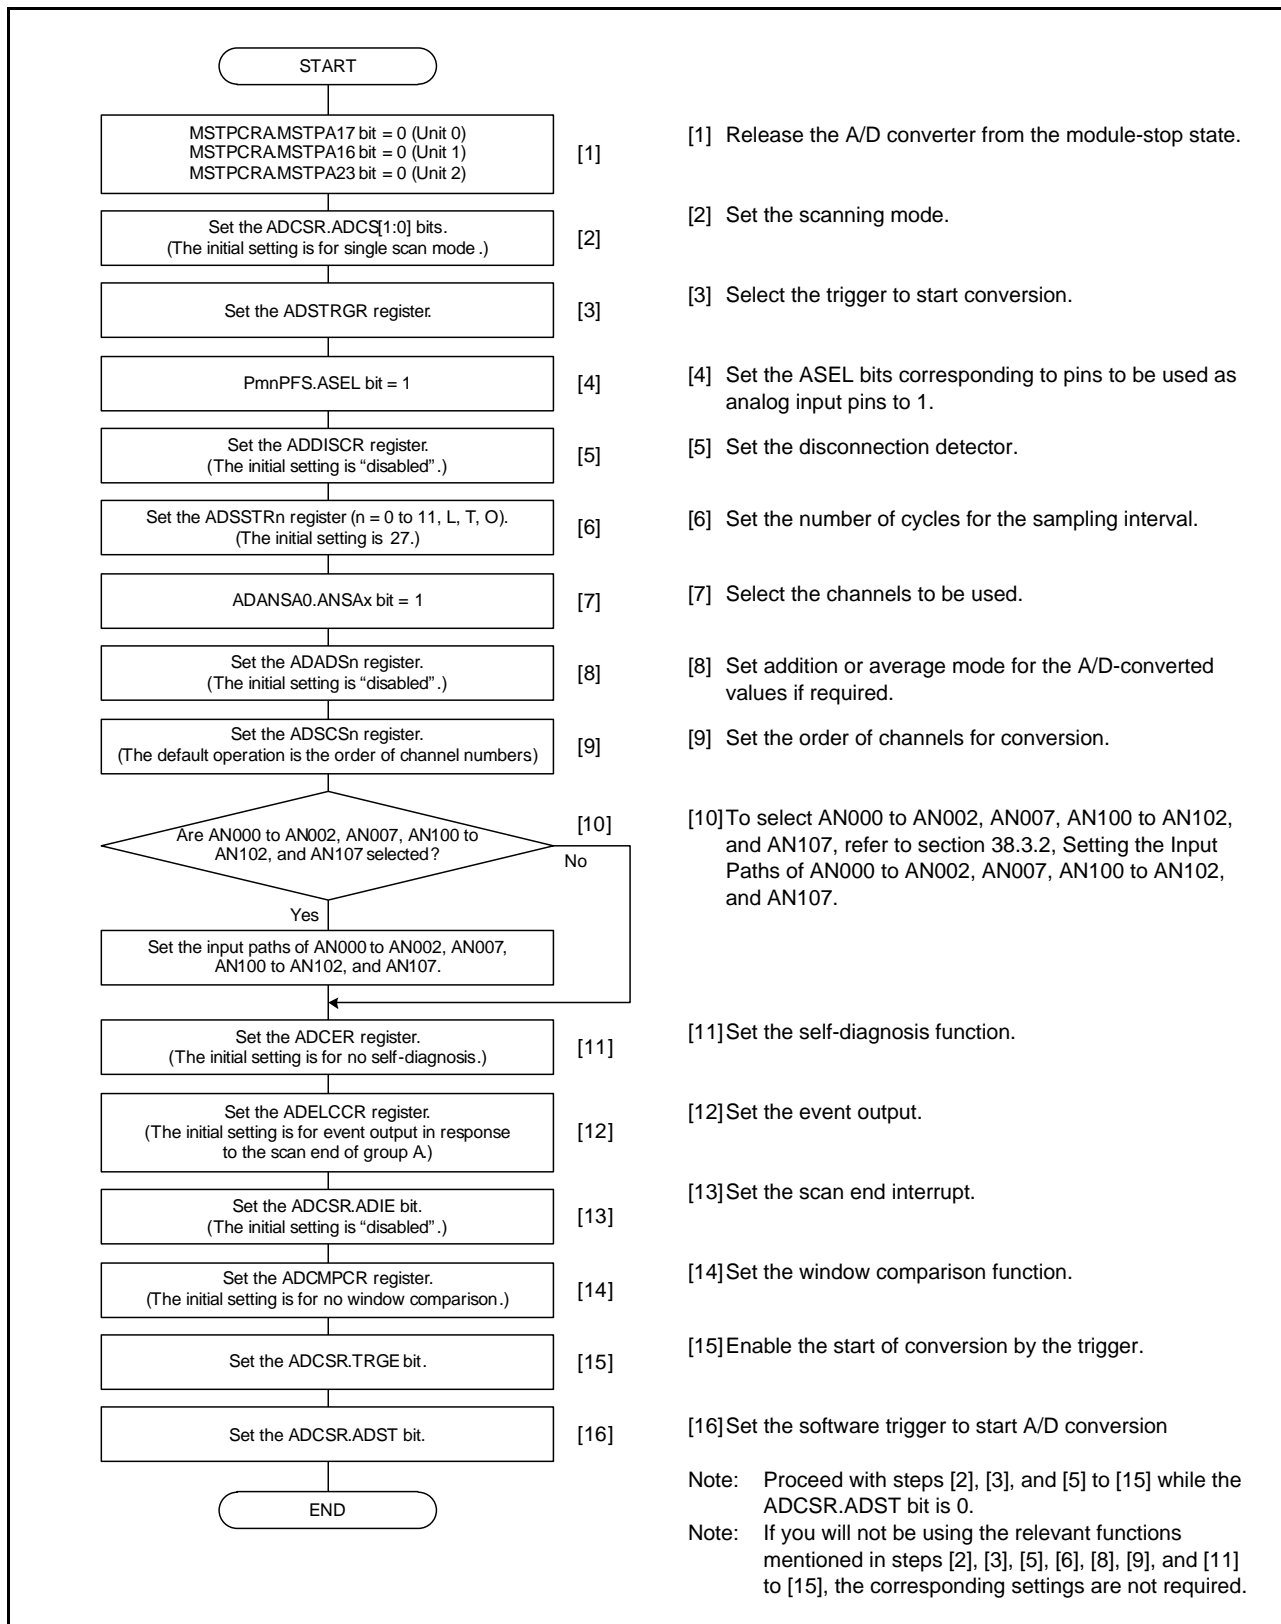 START
MSTPCRA.MSTPA17 bit = 0 (Unit 0)
MSTPCRA.MSTPA16 bit = 0 (Unit 1)
MSTPCRA.MSTPA23 bit = 0 (Unit 2)
[1]
[1] Release the A/D converter from the module-stop state.
Set the ADCSR.ADCS[1:0] bits.
(The initial setting is for single scan mode.)
[2]
[2] Set the scanning mode.
Set the ADSTRGR register.
[3]
[3] Select the trigger to start conversion.
PmnPFS.ASEL bit = 1
[4]
[4] Set the ASEL bits corresponding to pins to be used as
analog input pins to 1.
Set the ADDISCR register.
(The initial setting is “disabled”.)
[5]
[5] Set the disconnection detector.
Set the ADSSTRn register (n = 0 to 11, L, T, O).
(The initial setting is 27.)
[6]
[6] Set the number of cycles for the sampling interval.
ADANSA0.ANSAx bit = 1
[7]
[7] Select the channels to be used.
Set the ADADSn register.
(The initial setting is “disabled”.)
[8]
[8] Set addition or average mode for the A/D-converted
values if required.
Set the ADSCSn register.
(The default operation is the order of channel numbers.)
[9]
[9] Set the order of channels for conversion.
Are AN000 to AN002, AN007, AN100 to
AN102, and AN107 selected?
[10]
No
Yes
[10] To select AN000 to AN002, AN007, AN100 to AN102,
and AN107, refer to section 38.3.2, Setting the Input
Paths of AN000 to AN002, AN007, AN100 to AN102,
and AN107.
Set the input paths of AN000 to AN002, AN007,
AN100 to AN102, and AN107.
Set the ADCER register.
(The initial setting is for no self-diagnosis.)
[11]
[11] Set the self-diagnosis function.
Set the ADELCCR register.
(The initial setting is for event output in response
to the scan end of group A.)
[12]
[12] Set the event output.
Set the ADCSR.ADIE bit.
(The initial setting is “disabled”.)
[13]
[13] Set the scan end interrupt.
Set the ADCMPCR register.
(The initial setting is for no window comparison.)
[14]
[14] Set the window comparison function.
Set the ADCSR.TRGE bit.
[15]
[15] Enable the start of conversion by the trigger.
Set the ADCSR.ADST bit.
[16]
[16] Set the software trigger to start A/D conversion
END
Note: Proceed with steps [2], [3], and [5] to [15] while the
ADCSR.ADST bit is 0.
Note: If you will not be using the relevant functions
mentioned in steps [2], [3], [5], [6], [8], [9], and [11]
to [15], the corresponding settings are not required.